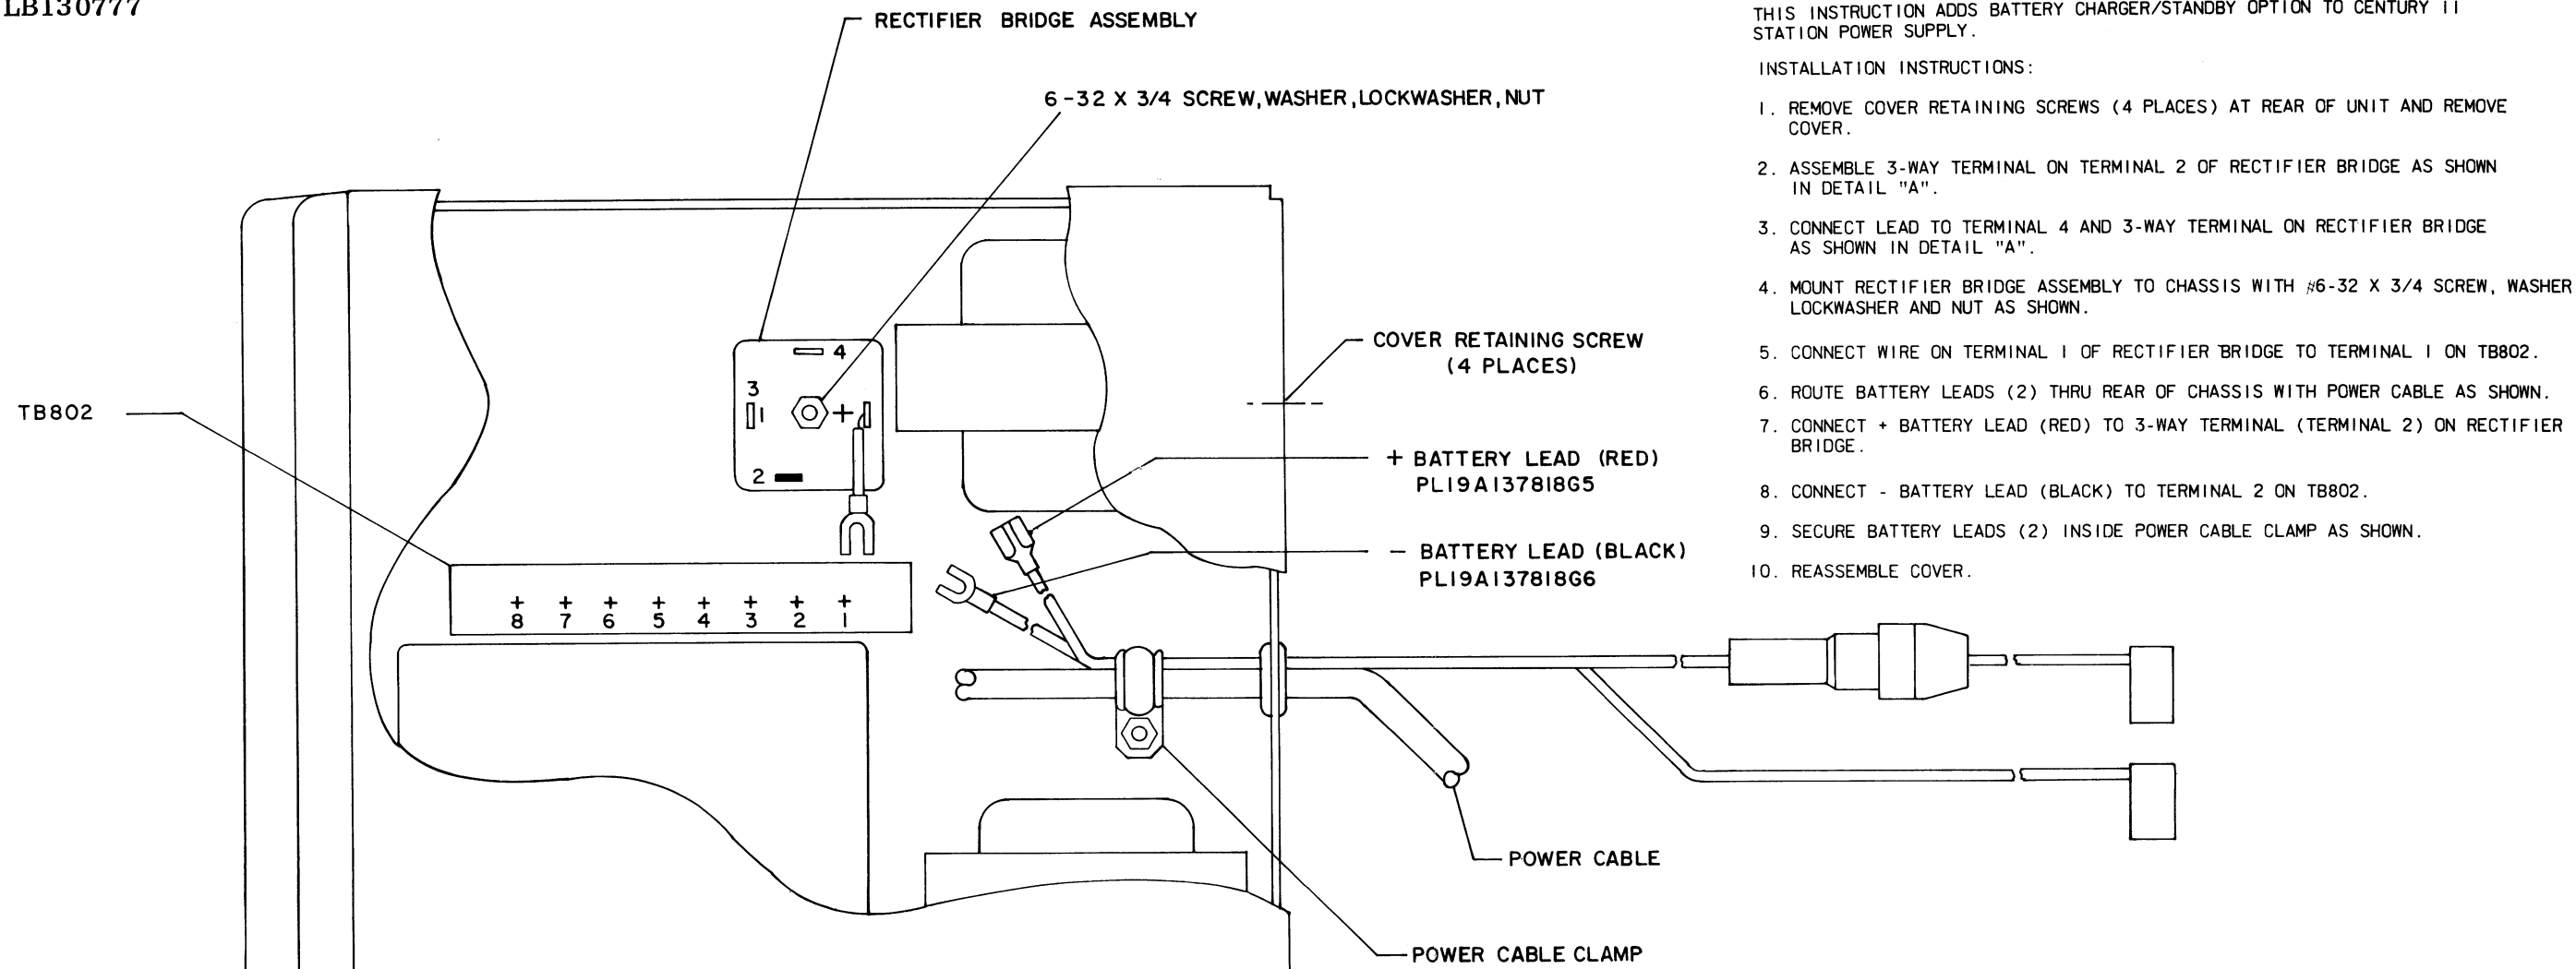 LBI30777
RECTIFIER BRIDGE ASSEMBLY
6-32 X 3/4 SCREW, WASHER, LOCKWASHER, NUT
4
3
1
+
2
TB802
COVER RETAINING SCREW
(4 PLACES)
+ BATTERY LEAD (RED)
PL19A137818G5
- BATTERY LEAD (BLACK)
PL19A137818G6
+ + + + + + + +
8 7 6 5 4 3 2 1
POWER CABLE
POWER CABLE CLAMP
THIS INSTRUCTION ADDS BATTERY CHARGER/STANDBY OPTION TO CENTURY II
STATION POWER SUPPLY.
INSTALLATION INSTRUCTIONS:
1. REMOVE COVER RETAINING SCREWS (4 PLACES) AT REAR OF UNIT AND REMOVE
COVER.
2. ASSEMBLE 3-WAY TERMINAL ON TERMINAL 2 OF RECTIFIER BRIDGE AS SHOWN
IN DETAIL "A".
3. CONNECT LEAD TO TERMINAL 4 AND 3-WAY TERMINAL ON RECTIFIER BRIDGE
AS SHOWN IN DETAIL "A".
4. MOUNT RECTIFIER BRIDGE ASSEMBLY TO CHASSIS WITH #6-32 X 3/4 SCREW, WASHER
LOCKWASHER AND NUT AS SHOWN.
5. CONNECT WIRE ON TERMINAL 1 OF RECTIFIER BRIDGE TO TERMINAL 1 ON TB802.
6. ROUTE BATTERY LEADS (2) THRU REAR OF CHASSIS WITH POWER CABLE AS SHOWN.
7. CONNECT + BATTERY LEAD (RED) TO 3-WAY TERMINAL (TERMINAL 2) ON RECTIFIER
BRIDGE.
8. CONNECT - BATTERY LEAD (BLACK) TO TERMINAL 2 ON TB802.
9. SECURE BATTERY LEADS (2) INSIDE POWER CABLE CLAMP AS SHOWN.
10. REASSEMBLE COVER.